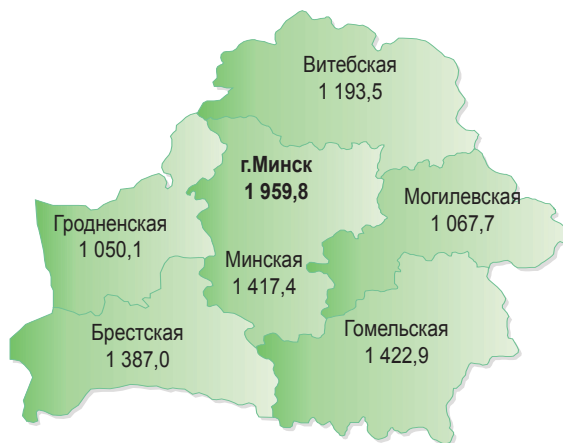 Витебская
1 193,5
г.Минск
1 959,8
Могилевская
1 067,7
Гродненская
1 050,1
Минская
1 417,4
Брестская
1 387,0
Гомельская
1 422,9